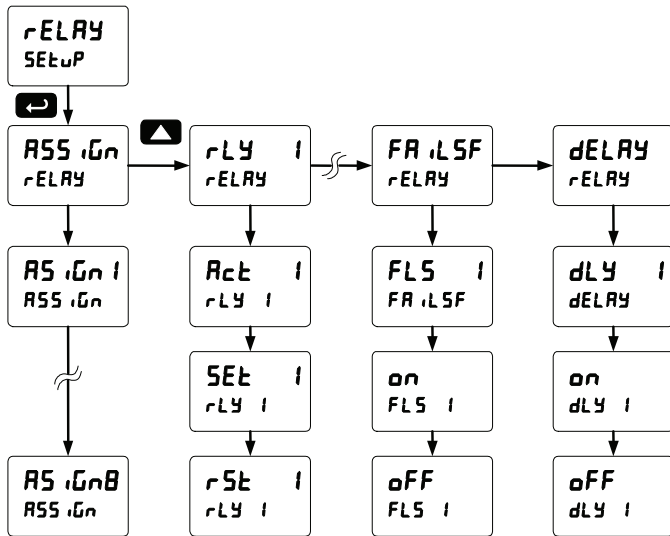 rELAY
SEtuP
ASSiGn
rELAY
rLY 1
rELAY
FAiLSF
rELAY
dELAY
rELAY
ASiGn1
ASSiGn
Act 1
rLY 1
FLS 1
FAiLSF
dLY 1
dELAY
SEt 1
rLY 1
on
FLS 1
on
dLY 1
ASiGn8
ASSiGn
rSt 1
rLY 1
oFF
FLS 1
oFF
dLY 1